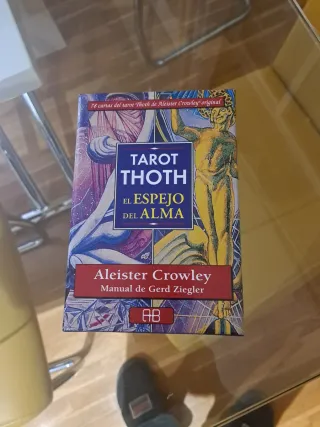 78 cartas del tarot Thoth de Aleister Crowley original
TAROT
THOTH
EL ESPEJO
DEL ALMA
Aleister Crowley
Manual de Gerd Ziegler
AB